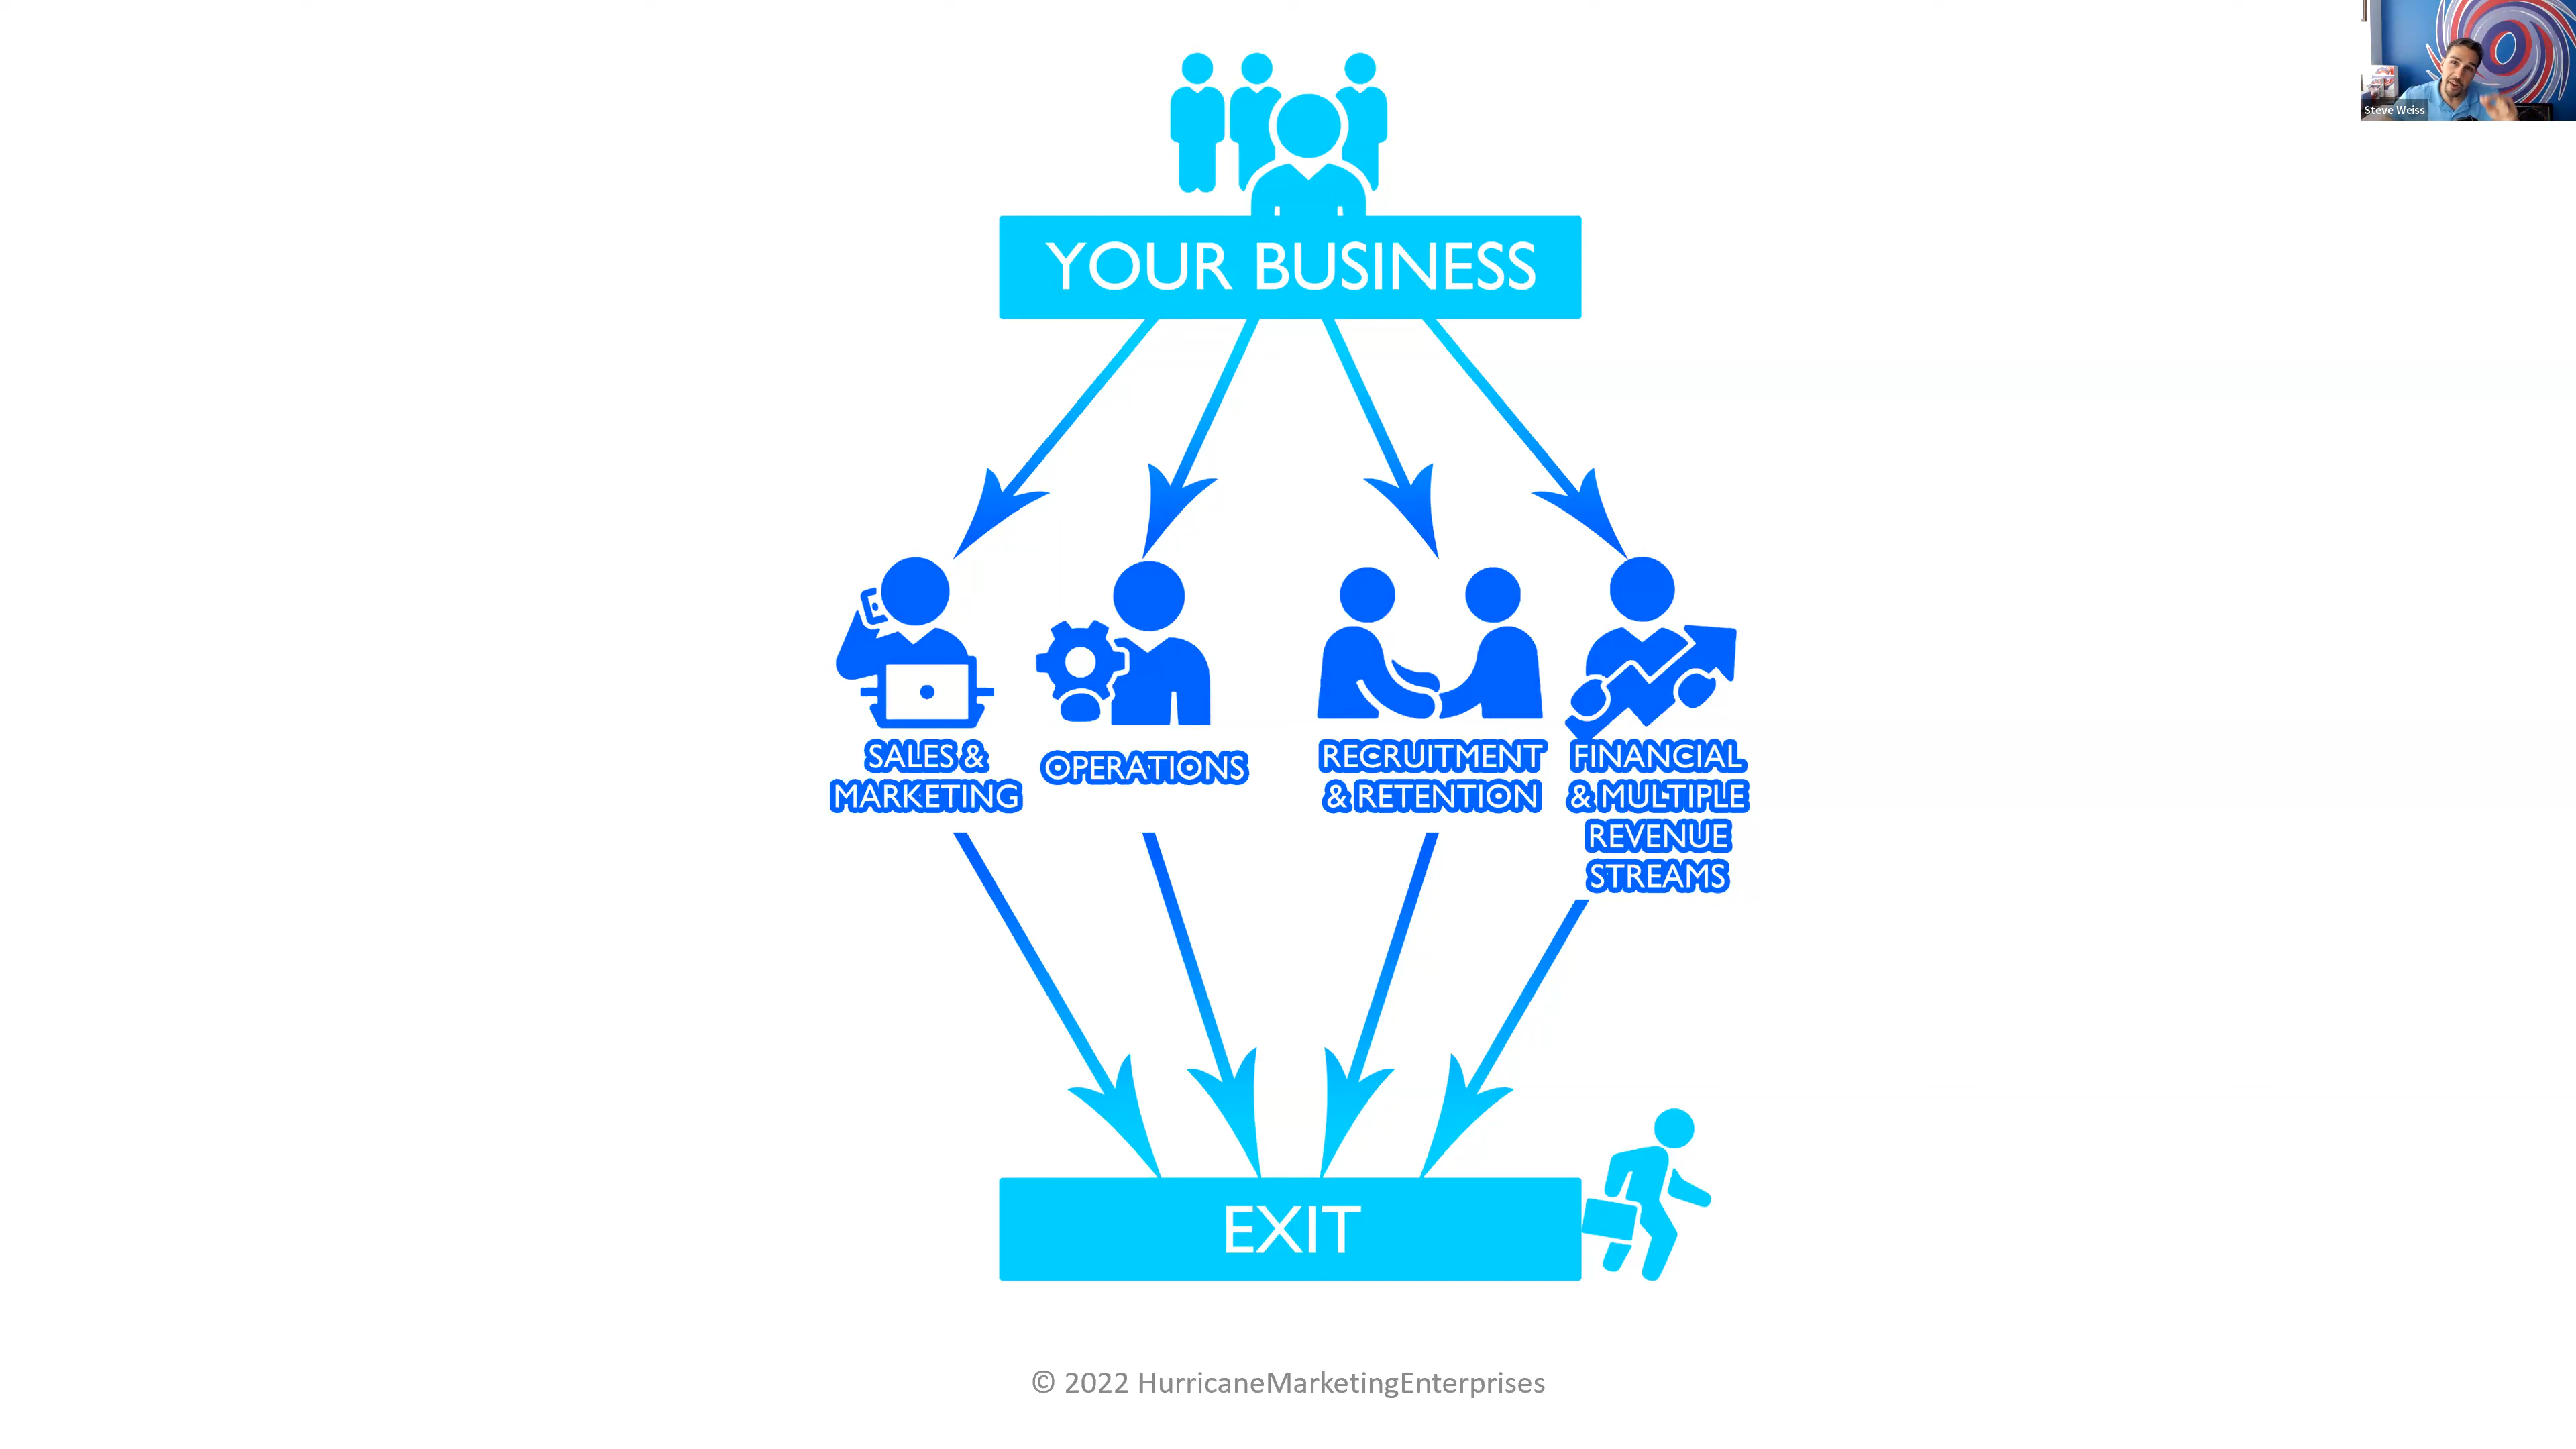 Steve Weiss
YOUR BUSINESS
SALES &
MARKETING
OPERATIONS
RECRUITMENT
& RETENTION
FINANCIAL
& MULTIPLE
REVENUE
STREAMS
EXIT
© 2022 HurricaneMarketingEnterprises